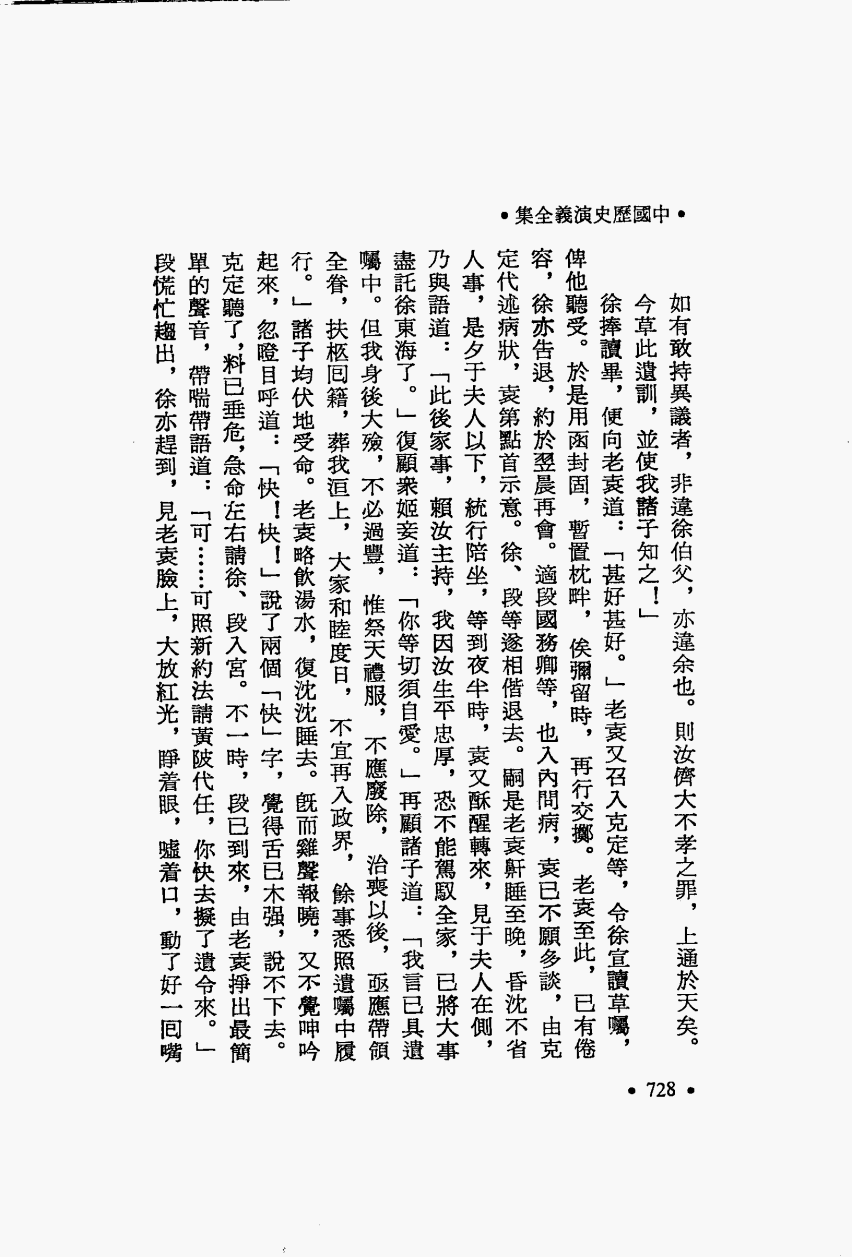 •中國歷史演義全集•
如有敢持異議者，非違徐伯父，亦違余也。則汝儕大不孝之罪，上通於天矣。
今草此遺訓，並使我諸子知之！」
徐捧讀畢，便向老袁道：「甚好甚好。」老袁又召入克定等，令徐宣讀草囑，
俾他聽受。於是用函封固，暫置枕畔，俟彌留時，再行交擲。老袁至此，已有倦
容，徐亦告退，約於翌晨再會。適段國務卿等，也入內問病，袁已不願多談，由克
定代述病狀，袁第點首示意。徐、段等遂相偕退去。嗣是老袁鼾睡至晚，昏沈不省
人事，是夕于夫人以下，統行陪坐，等到夜半時，袁又酥醒轉來，見于夫人在側，
乃與語道：「此後家事，賴汝主持，我因汝生平忠厚，恐不能駕馭全家，已將大事
盡託徐東海了。」復顧衆姬妾道：「你等切須自愛。」再顧諸子道：「我言已具遺
囑中。但我身後大殮，不必過豐，惟祭天禮服，不應廢除，治喪以後，亟應帶領
全眷，扶柩回籍，葬我洹上，大家和睦度日，不宜再入政界，餘事悉照遺囑中履
行。」諸子均伏地受命。老袁略飲湯水，復沈沈睡去。旣而雞聲報曉，又不覺呻吟
起來，忽瞪目呼道：「快！快！」說了兩個「快」字，覺得舌已木强，說不下去。
克定聽了，料已垂危，急命左右請徐、段入宮。不一時，段已到來，由老袁掙出最簡
單的聲音，帶喘帶語道：「可……可照新約法請黃陂代任，你快去擬了遺令來。」
段慌忙趨出，徐亦趕到，見老袁臉上，大放紅光，睜着眼，噓着口，動了好一回嘴
• 728 •